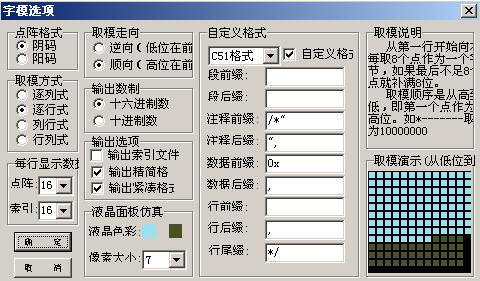 字模选项
点阵格式
阴码
阳码
取模方式
逐列式
逐行式
列行式
行列式
每行显示数据
点阵: 16
索引: 16
确 定
取 消
取模走向
逆向(低位在前
顺向(高位在前
输出数制
十六进制数
十进制数
输出选项
输出索引文件
输出精简格
输出紧凑格式
液晶面板仿真
液晶色彩:
像素大小: 7
自定义格式
C51格式 自定义格式
段前缀:
段后缀:
注释前缀: /*"
注释后缀: ",
数据前缀: 0x
数据后缀: ,
行前缀:
行后缀: ,
行尾缀: */
取模说明
从第一行开始向
每取8个点作为一个字
节，如果最后不足8个
点就补满8位。
取模顺序是从高到
低，即第一个点作为
高位。如*-------取
为10000000
取模演示(从低位到